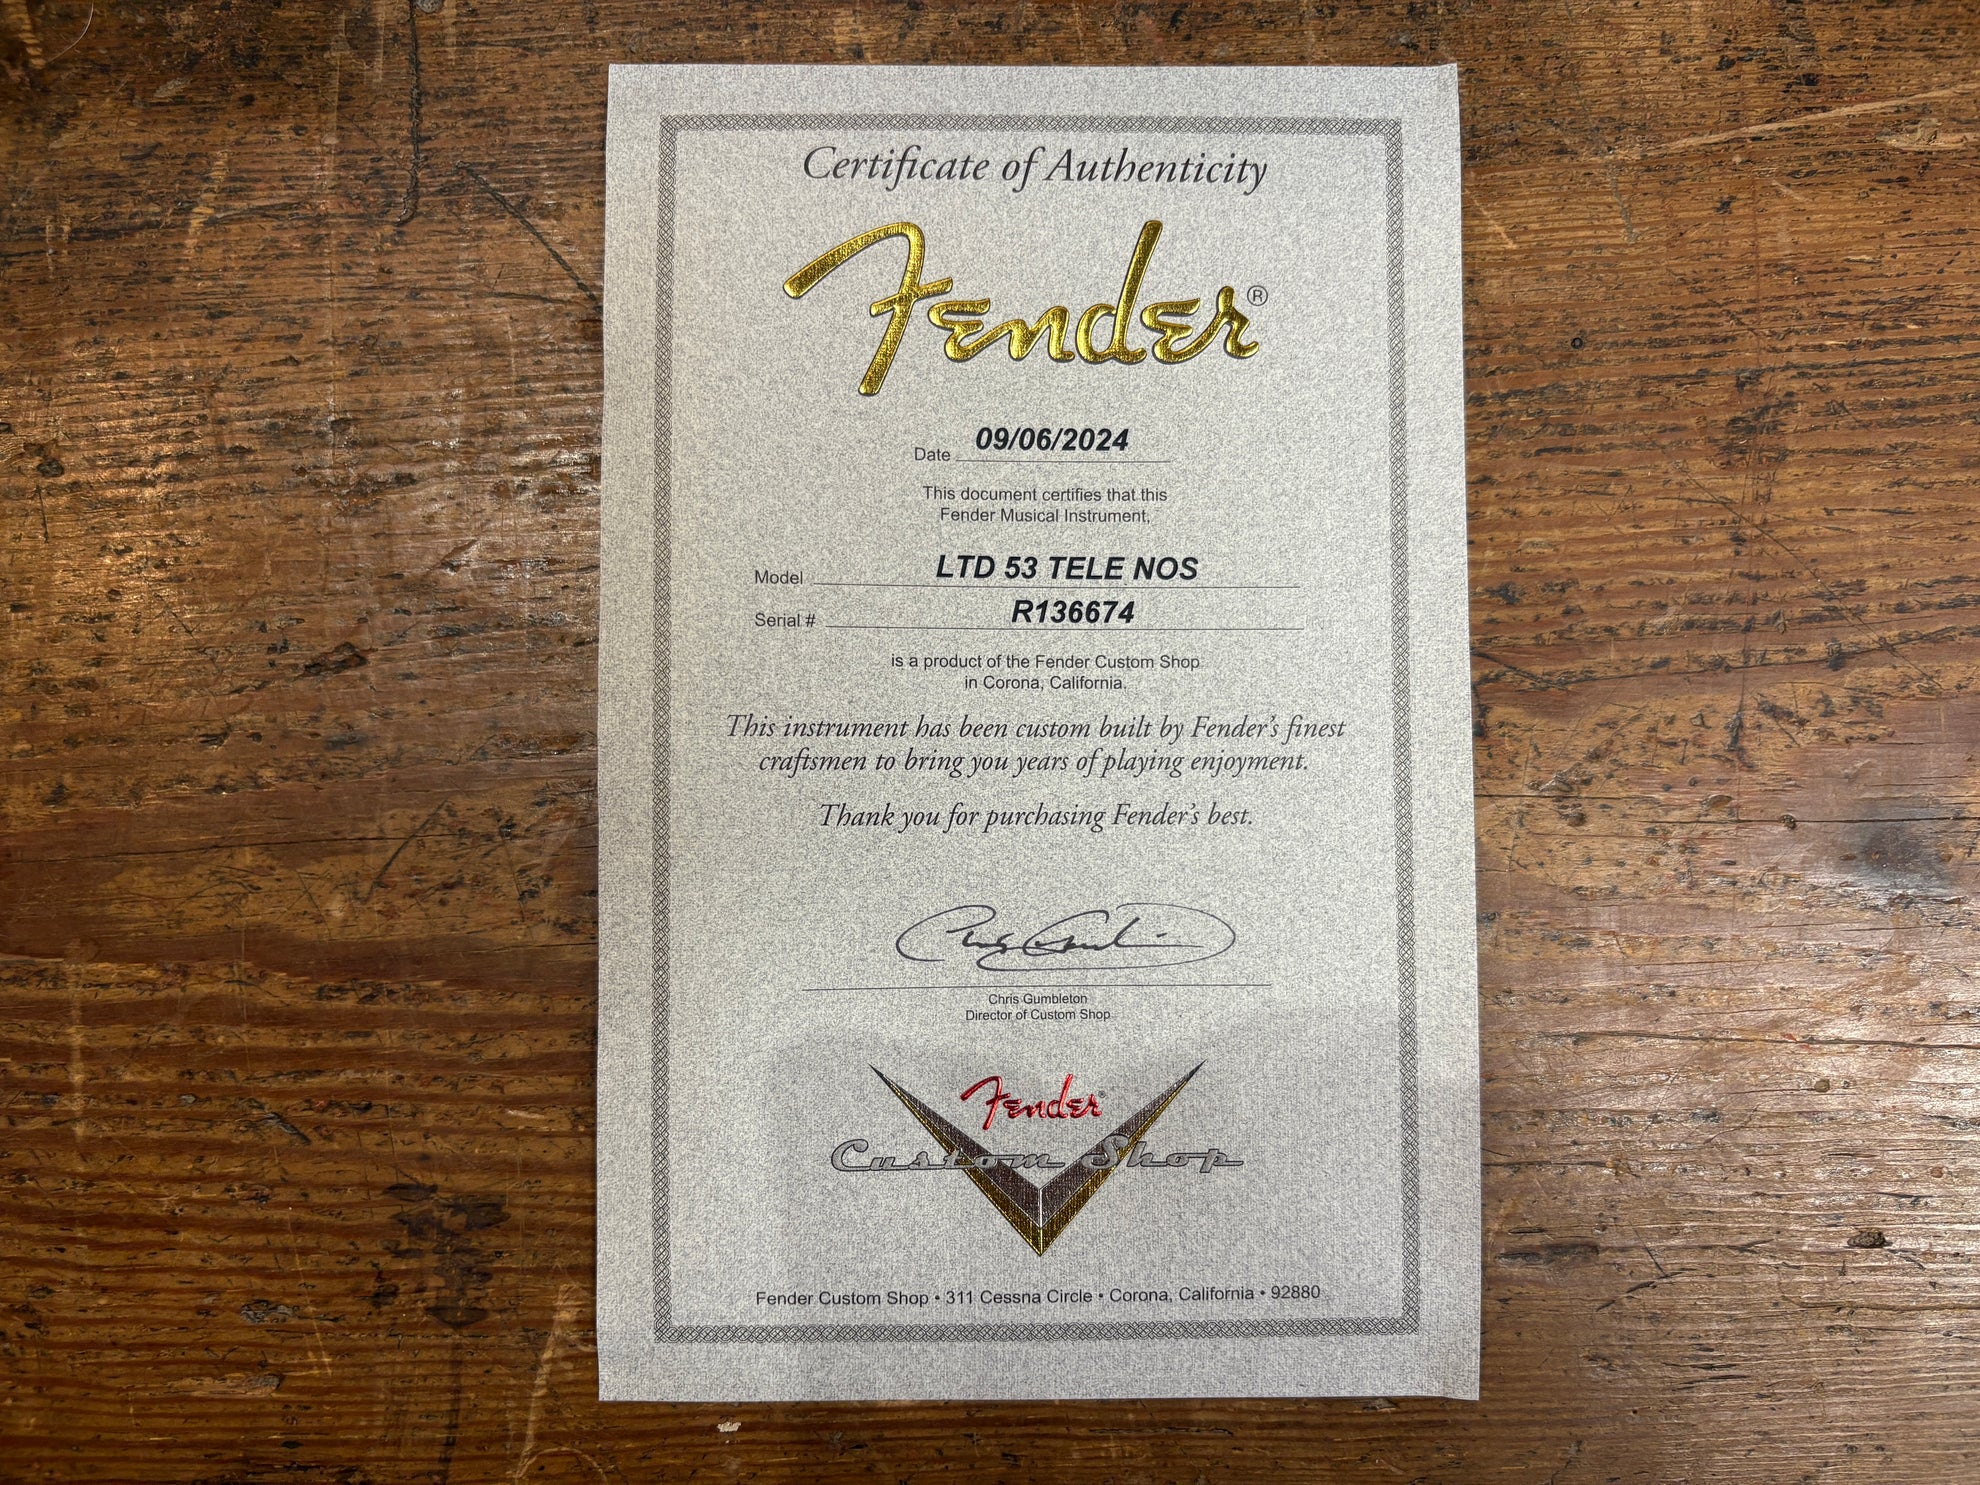 Certificate of Authenticity
Fender®
Date 09/06/2024
This document certifies that this
Fender Musical Instrument,
Model LTD 53 TELE NOS
Serial # R136674
is a product of the Fender Custom Shop
in Corona, California.
This instrument has been custom built by Fender's finest
craftsmen to bring you years of playing enjoyment.
Thank you for purchasing Fender's best.
Chris Gumbleton
Director of Custom Shop
Fender
Custom Shop
Fender Custom Shop • 311 Cessna Circle • Corona, California • 92880